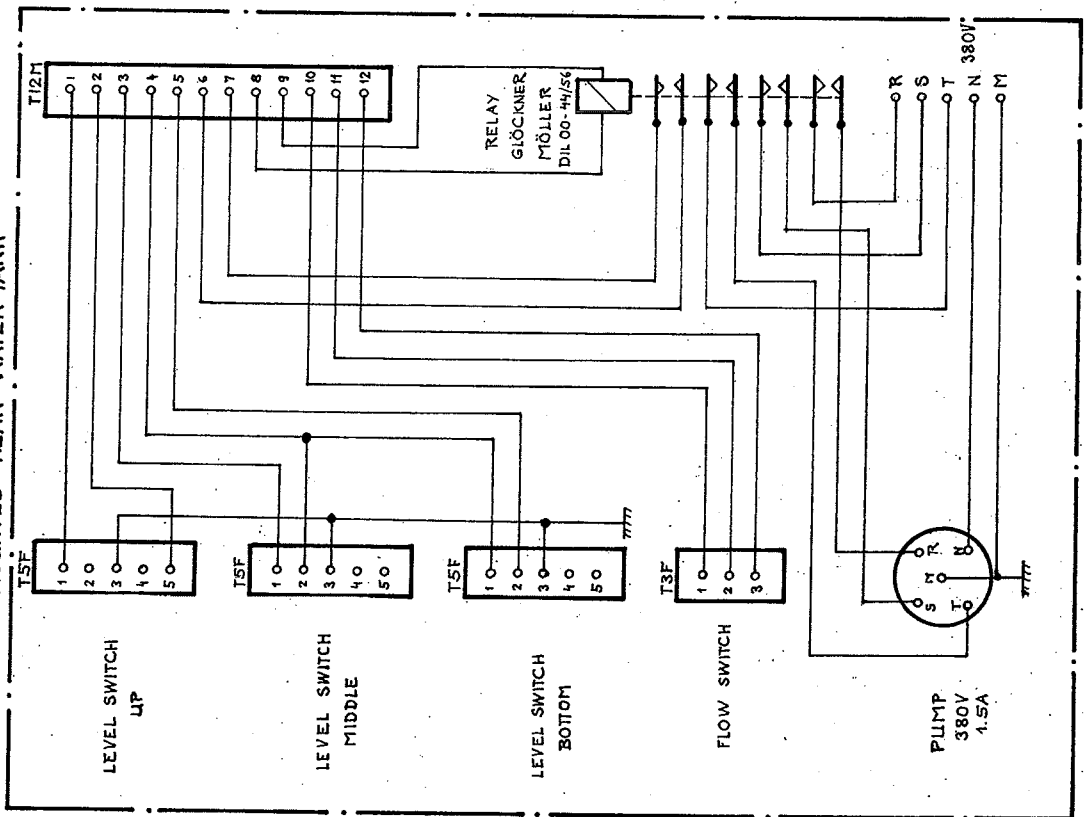 T12M
1
2
3
4
5
6
7
8
9
10
11
12
RELAY
GLÖCKNER
MÖLLER
DIL 00-44/56
R
S
T
N 380V
M
T5F
1
2
3
4
5
LEVEL SWITCH
UP
T5F
1
2
3
4
5
LEVEL SWITCH
MIDDLE
T5F
1
2
3
4
5
LEVEL SWITCH
BOTTOM
T3F
1
2
3
FLOW SWITCH
R
N
M
S
T
PUMP
380V
1.5A